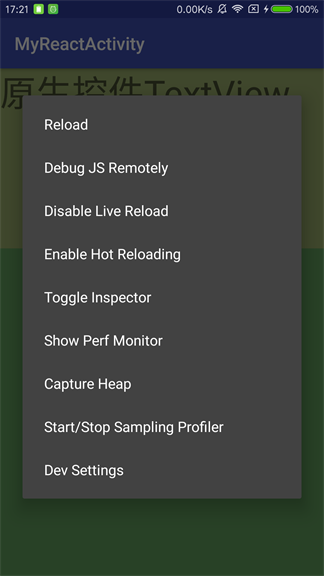 17:21 0.00K/s 100%
MyReactActivity
原生控件TextView
Reload
Debug JS Remotely
Disable Live Reload
Enable Hot Reloading
Toggle Inspector
Show Perf Monitor
Capture Heap
Start/Stop Sampling Profiler
Dev Settings